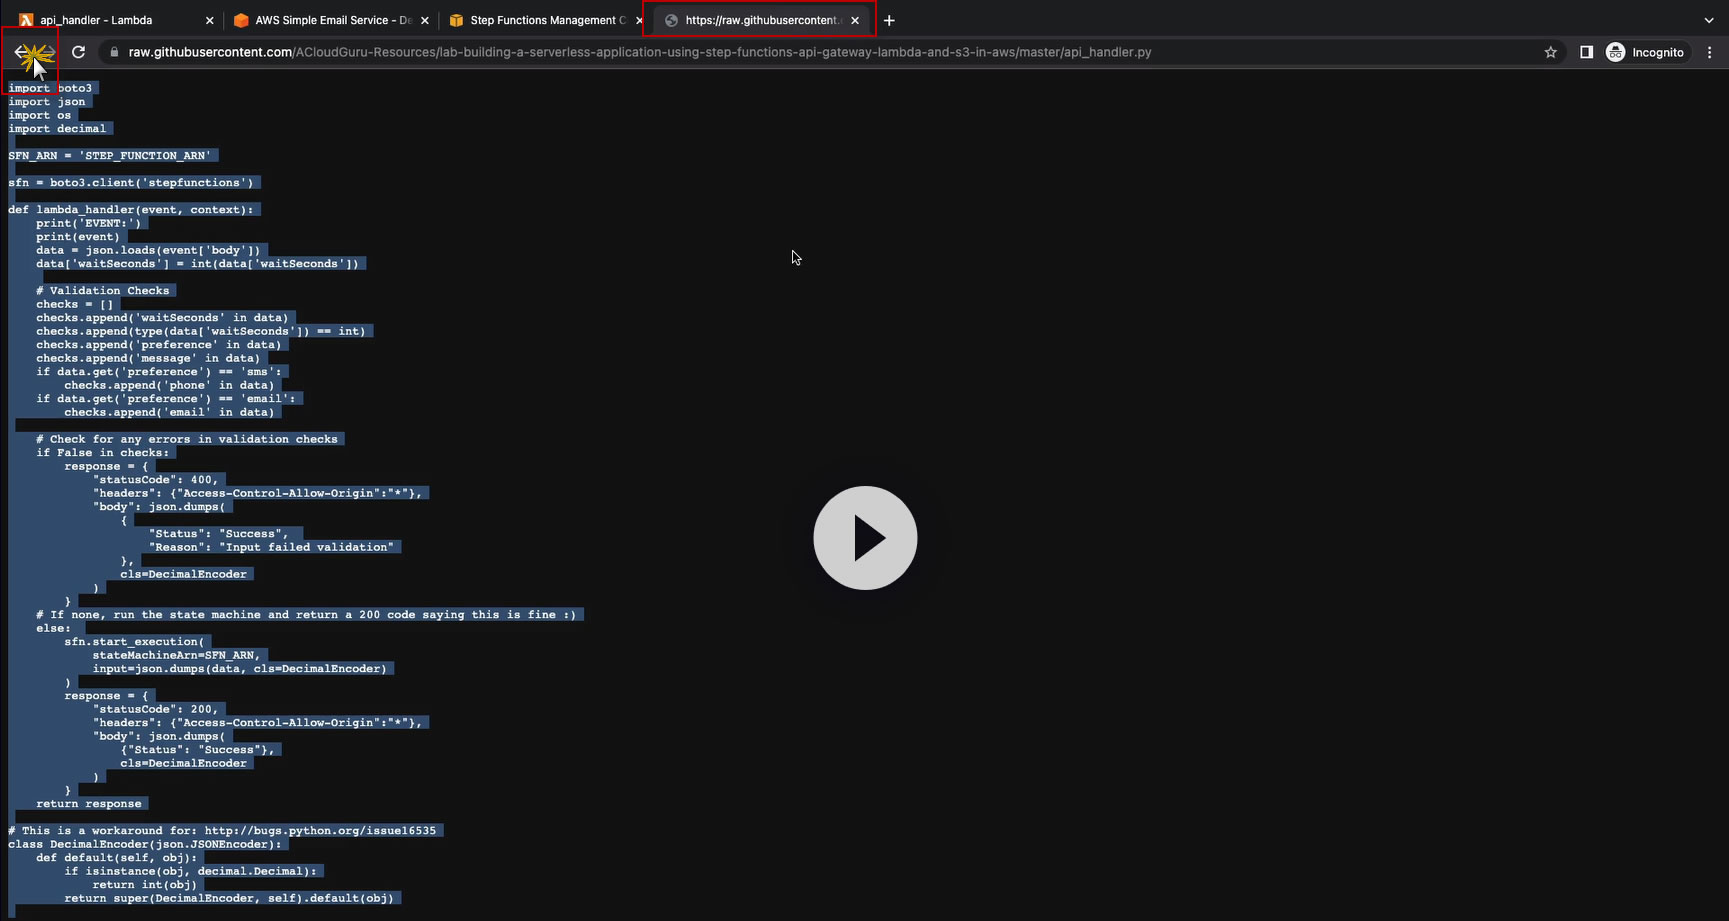 api_handler - Lambda
AWS Simple Email Service - De
Step Functions Management C
https://raw.githubusercontent.
raw.githubusercontent.com/ACloudGuru-Resources/lab-building-a-serverless-application-using-step-functions-api-gateway-lambda-and-s3-in-aws/master/api_handler.py
Incognito
import boto3
import json
import os
import decimal
SFN_ARN = 'STEP_FUNCTION_ARN'
sfn = boto3.client('stepfunctions')
def lambda_handler(event, context):
    print('EVENT:')
    print(event)
    data = json.loads(event['body'])
    data['waitSeconds'] = int(data['waitSeconds'])
    # Validation Checks
    checks = []
    checks.append('waitSeconds' in data)
    checks.append(type(data['waitSeconds']) == int)
    checks.append('preference' in data)
    checks.append('message' in data)
    if data.get('preference') == 'sms':
        checks.append('phone' in data)
    if data.get('preference') == 'email':
        checks.append('email' in data)
    # Check for any errors in validation checks
    if False in checks:
        response = {
            "statusCode": 400,
            "headers": {"Access-Control-Allow-Origin":"*"},
            "body": json.dumps(
                {
                    "Status": "Success",
                    "Reason": "Input failed validation"
                },
                cls=DecimalEncoder
            )
        }
    # If none, run the state machine and return a 200 code saying this is fine :)
    else:
        sfn.start_execution(
            stateMachineArn=SFN_ARN,
            input=json.dumps(data, cls=DecimalEncoder)
        )
        response = {
            "statusCode": 200,
            "headers": {"Access-Control-Allow-Origin":"*"},
            "body": json.dumps(
                {"Status": "Success"},
                cls=DecimalEncoder
            )
        }
    return response
# This is a workaround for: http://bugs.python.org/issue16535
class DecimalEncoder(json.JSONEncoder):
    def default(self, obj):
        if isinstance(obj, decimal.Decimal):
            return int(obj)
        return super(DecimalEncoder, self).default(obj)